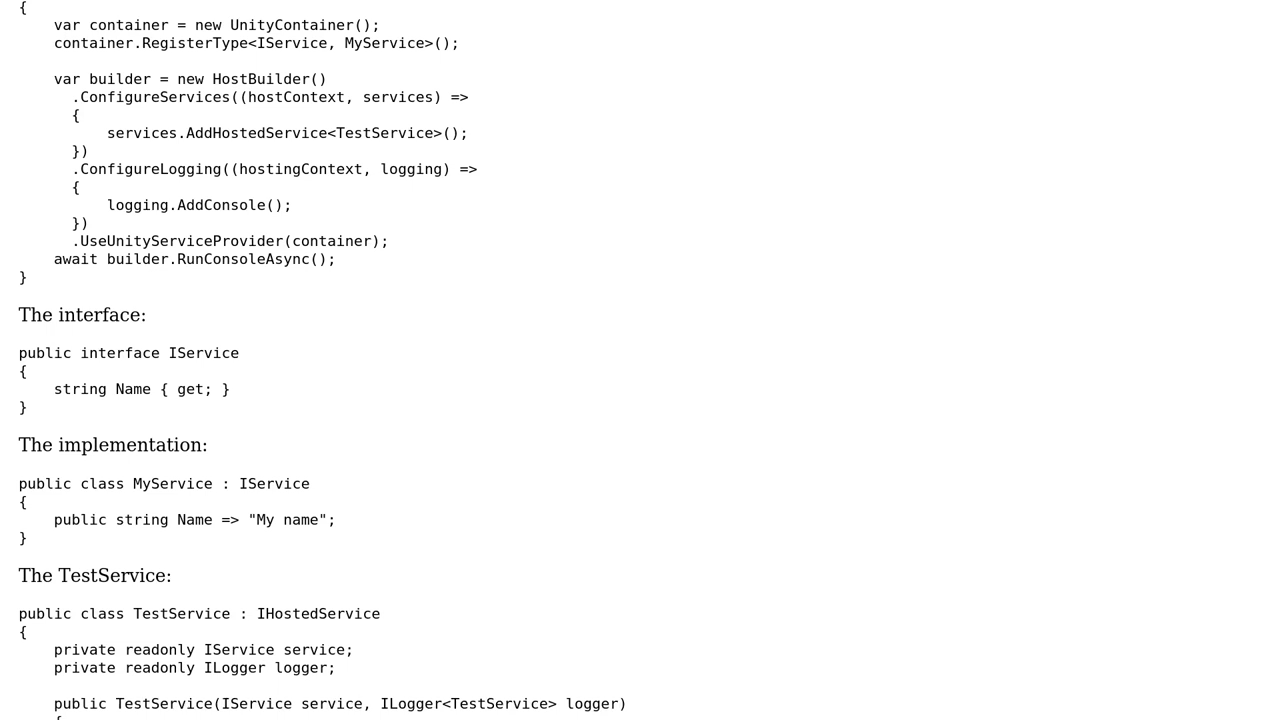 {
    var container = new UnityContainer();
    container.RegisterType<IService, MyService>();

    var builder = new HostBuilder()
      .ConfigureServices((hostContext, services) =>
      {
          services.AddHostedService<TestService>();
      })
      .ConfigureLogging((hostingContext, logging) =>
      {
          logging.AddConsole();
      })
      .UseUnityServiceProvider(container);
    await builder.RunConsoleAsync();
}
The interface:
public interface IService
{
    string Name { get; }
}
The implementation:
public class MyService : IService
{
    public string Name => "My name";
}
The TestService:
public class TestService : IHostedService
{
    private readonly IService service;
    private readonly ILogger logger;

    public TestService(IService service, ILogger<TestService> logger)
    {